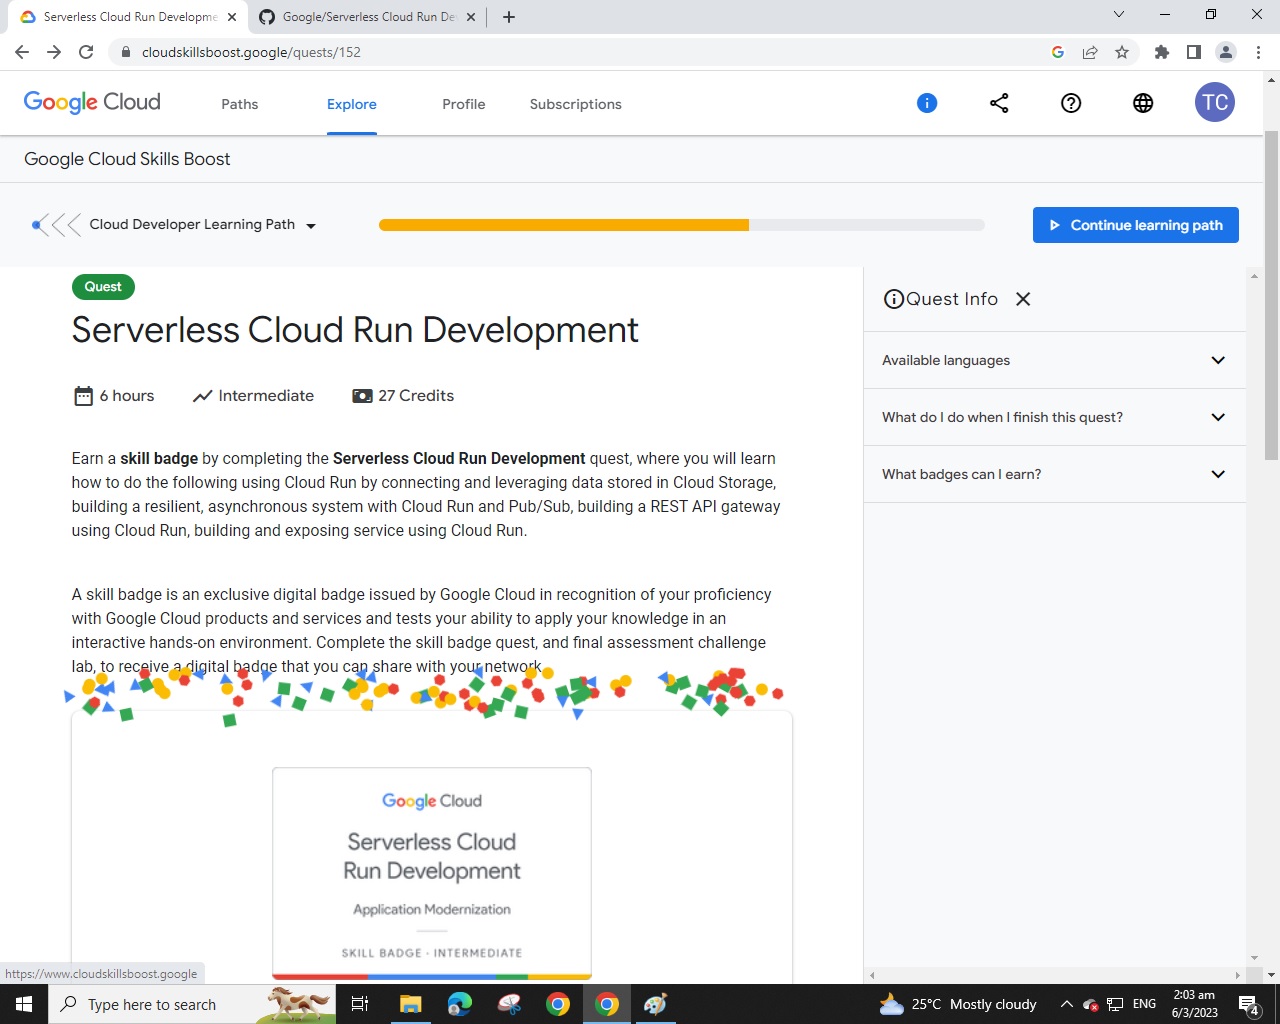 Serverless Cloud Run Developme
Google/Serverless Cloud Run De
cloudskillsboost.google/quests/152
Google Cloud
Paths
Explore
Profile
Subscriptions
TC
Google Cloud Skills Boost
Cloud Developer Learning Path
Continue learning path
Quest
Serverless Cloud Run Development
6 hours
Intermediate
27 Credits
Earn a skill badge by completing the Serverless Cloud Run Development quest, where you will learn
how to do the following using Cloud Run by connecting and leveraging data stored in Cloud Storage,
building a resilient, asynchronous system with Cloud Run and Pub/Sub, building a REST API gateway
using Cloud Run, building and exposing service using Cloud Run.
A skill badge is an exclusive digital badge issued by Google Cloud in recognition of your proficiency
with Google Cloud products and services and tests your ability to apply your knowledge in an
interactive hands-on environment. Complete the skill badge quest, and final assessment challenge
lab, to receive a digital badge that you can share with your network
Google Cloud
Serverless Cloud
Run Development
Application Modernization
SKILL BADGE · INTERMEDIATE
Quest Info
Available languages
What do I do when I finish this quest?
What badges can I earn?
https://www.cloudskillsboost.google
Type here to search
25°C Mostly cloudy
ENG
2:03 am
6/3/2023
4